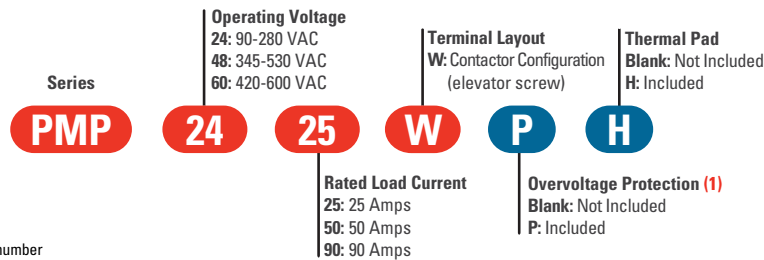 Operating Voltage
24: 90-280 VAC
48: 345-530 VAC
60: 420-600 VAC
Terminal Layout
W: Contactor Configuration
(elevator screw)
Thermal Pad
Blank: Not Included
H: Included
Series
PMP
24
25
W
P
H
Rated Load Current
25: 25 Amps
50: 50 Amps
90: 90 Amps
Overvoltage Protection (1)
Blank: Not Included
P: Included
number